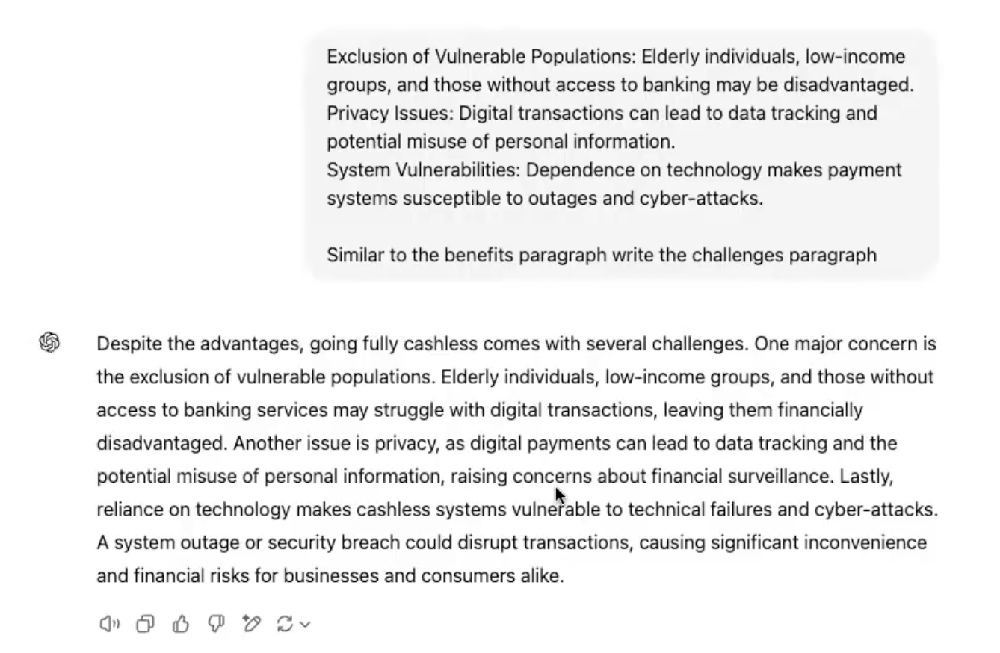 Exclusion of Vulnerable Populations: Elderly individuals, low-income
groups, and those without access to banking may be disadvantaged.
Privacy Issues: Digital transactions can lead to data tracking and
potential misuse of personal information.
System Vulnerabilities: Dependence on technology makes payment
systems susceptible to outages and cyber-attacks.
Similar to the benefits paragraph write the challenges paragraph
Despite the advantages, going fully cashless comes with several challenges. One major concern is
the exclusion of vulnerable populations. Elderly individuals, low-income groups, and those without
access to banking services may struggle with digital transactions, leaving them financially
disadvantaged. Another issue is privacy, as digital payments can lead to data tracking and the
potential misuse of personal information, raising concerns about financial surveillance. Lastly,
reliance on technology makes cashless systems vulnerable to technical failures and cyber-attacks.
A system outage or security breach could disrupt transactions, causing significant inconvenience
and financial risks for businesses and consumers alike.